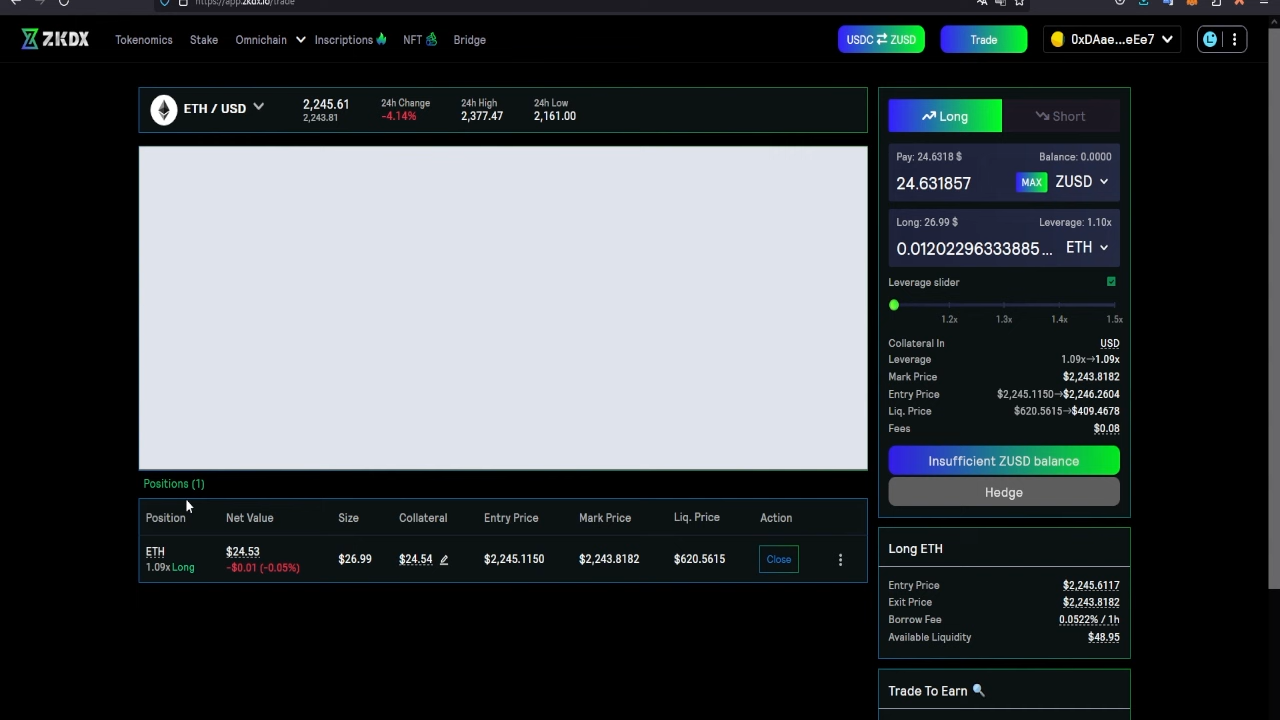 https://app.zkdx.io/trade
ZKDX
Tokenomics
Stake
Omnichain
Inscriptions
NFT
Bridge
USDC ⇄ ZUSD
Trade
0xDAae...eEe7
ETH / USD
2,245.61
2,243.81
24h Change
-4.14%
24h High
2,377.47
24h Low
2,161.00
Long
Short
Pay: 24.6318 $ Balance: 0.0000
24.631857 MAX ZUSD
Long: 26.99 $ Leverage: 1.10x
0.01202296333885... ETH
Leverage slider
1.2x 1.3x 1.4x 1.5x
Collateral In USD
Leverage 1.09x→1.09x
Mark Price $2,243.8182
Entry Price $2,245.1150→$2,246.2604
Liq. Price $620.5615→$409.4678
Fees $0.08
Insufficient ZUSD balance
Hedge
Positions (1)
Position Net Value Size Collateral Entry Price Mark Price Liq. Price Action
ETH $24.53 $26.99 $24.54 $2,245.1150 $2,243.8182 $620.5615 Close
1.09x Long -$0.01 (-0.05%)
Long ETH
Entry Price $2,245.6117
Exit Price $2,243.8182
Borrow Fee 0.0522% / 1h
Available Liquidity $48.95
Trade To Earn